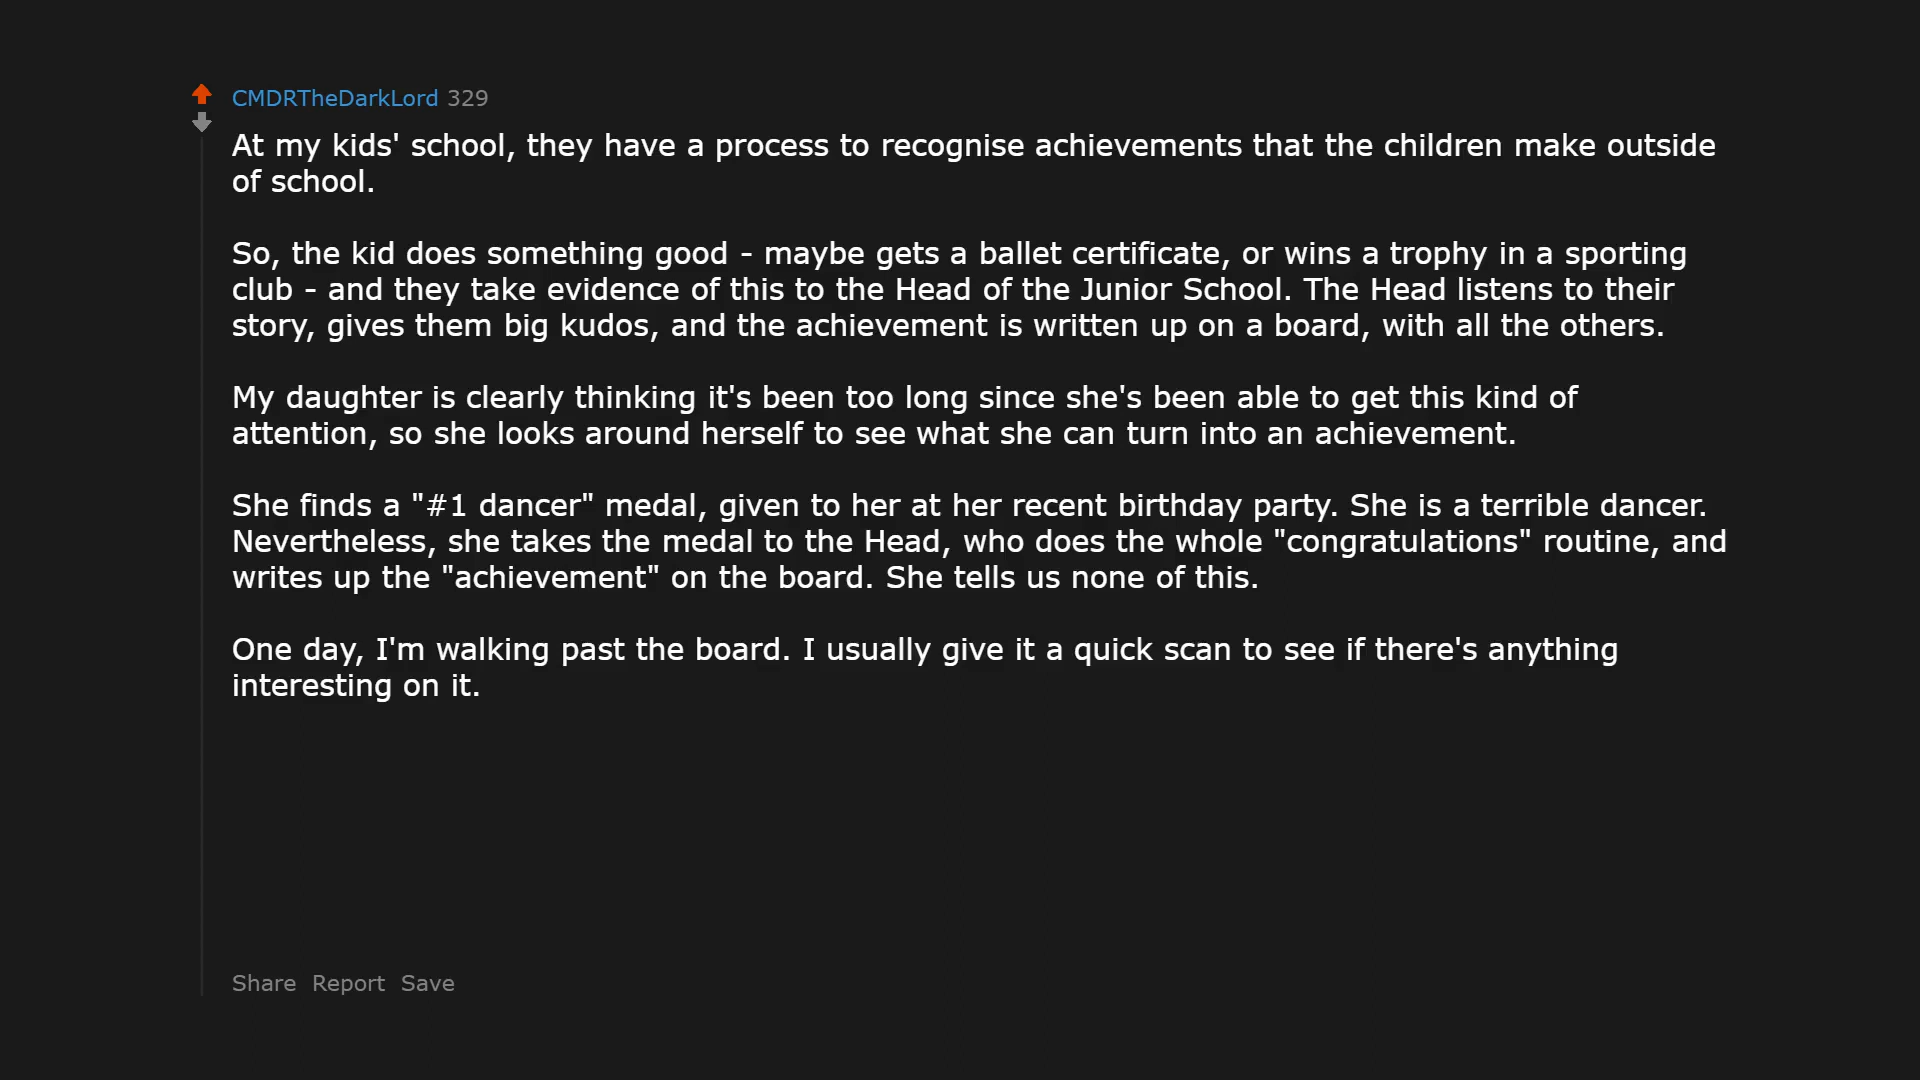 CMDRTheDarkLord 329
At my kids' school, they have a process to recognise achievements that the children make outside
of school.
So, the kid does something good - maybe gets a ballet certificate, or wins a trophy in a sporting
club - and they take evidence of this to the Head of the Junior School. The Head listens to their
story, gives them big kudos, and the achievement is written up on a board, with all the others.
My daughter is clearly thinking it's been too long since she's been able to get this kind of
attention, so she looks around herself to see what she can turn into an achievement.
She finds a "#1 dancer" medal, given to her at her recent birthday party. She is a terrible dancer.
Nevertheless, she takes the medal to the Head, who does the whole "congratulations" routine, and
writes up the "achievement" on the board. She tells us none of this.
One day, I'm walking past the board. I usually give it a quick scan to see if there's anything
interesting on it.
Share Report Save